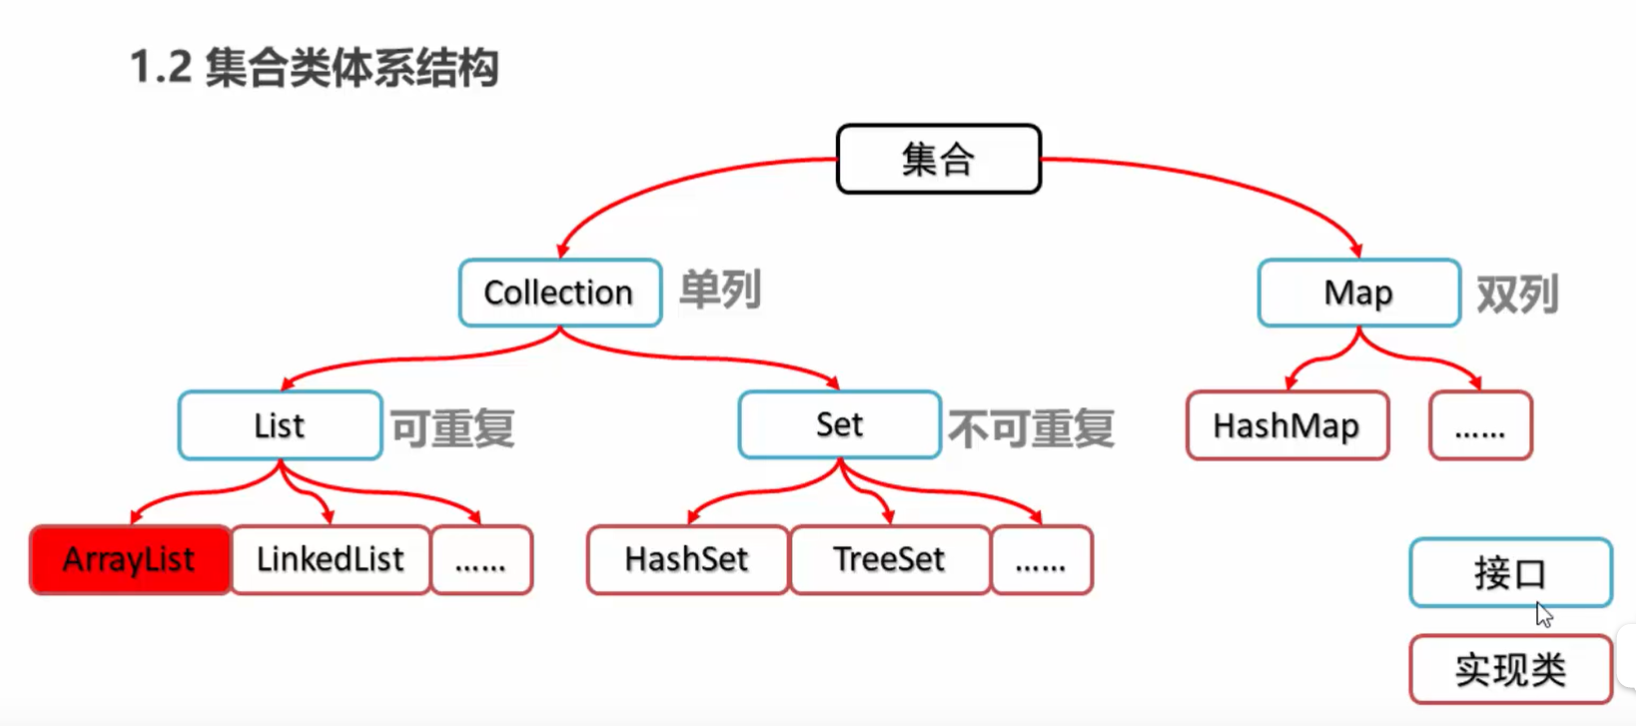 1.2 集合类体系结构
集合
Collection 单列
Map 双列
List 可重复
Set 不可重复
HashMap
......
ArrayList
LinkedList
......
HashSet
TreeSet
......
接口
实现类